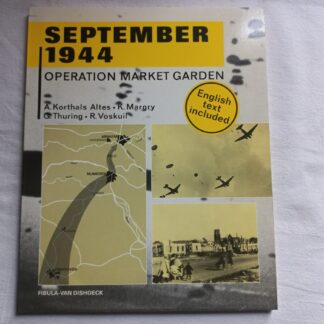 SEPTEMBER
1944
OPERATION MARKET GARDEN
A. Korthals Altes • K. Margry
G. Thuring • R. Voskuil
English
text
included
FIBULA-VAN DISHOECK